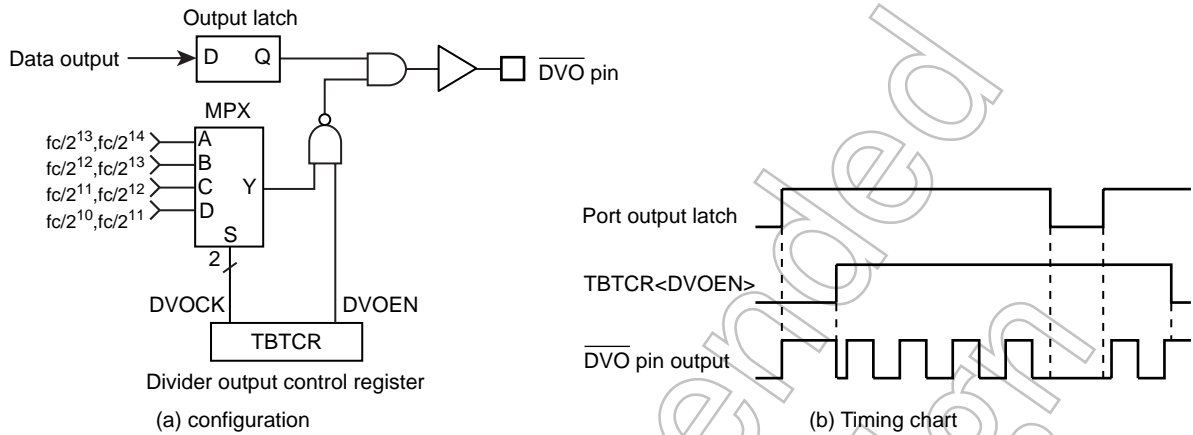 Output latch
Data output
D Q
DVO pin
MPX
fc/2^13,fc/2^14
A
fc/2^12,fc/2^13
B
fc/2^11,fc/2^12
C
Y
fc/2^10,fc/2^11
D
S
2
DVOCK
DVOEN
TBTCR
Divider output control register
(a) configuration
Port output latch
TBTCR<DVOEN>
DVO pin output
(b) Timing chart
ended